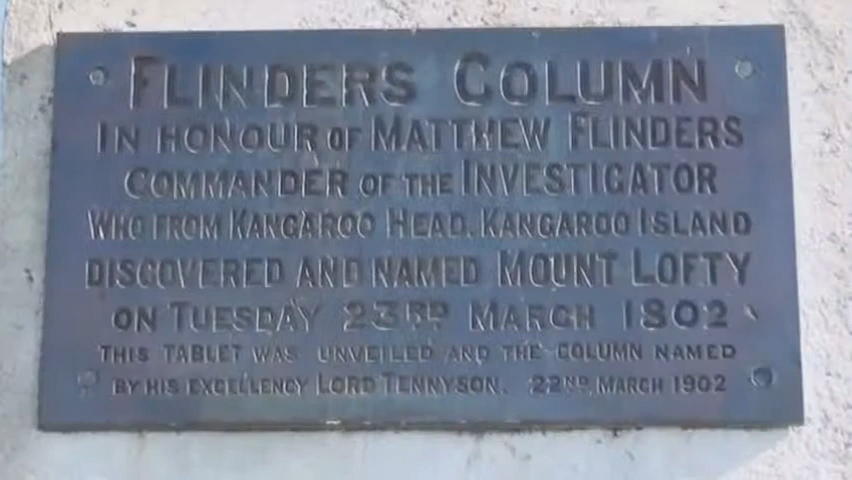 FLINDERS COLUMN
IN HONOUR OF MATTHEW FLINDERS
COMMANDER OF THE INVESTIGATOR
WHO FROM KANGAROO HEAD. KANGAROO ISLAND
DISCOVERED AND NAMED MOUNT LOFTY
ON TUESDAY 23RD MARCH 1802
THIS TABLET WAS UNVEILED AND THE COLUMN NAMED
BY HIS EXCELLENCY LORD TENNYSON. 22ND. MARCH 1902